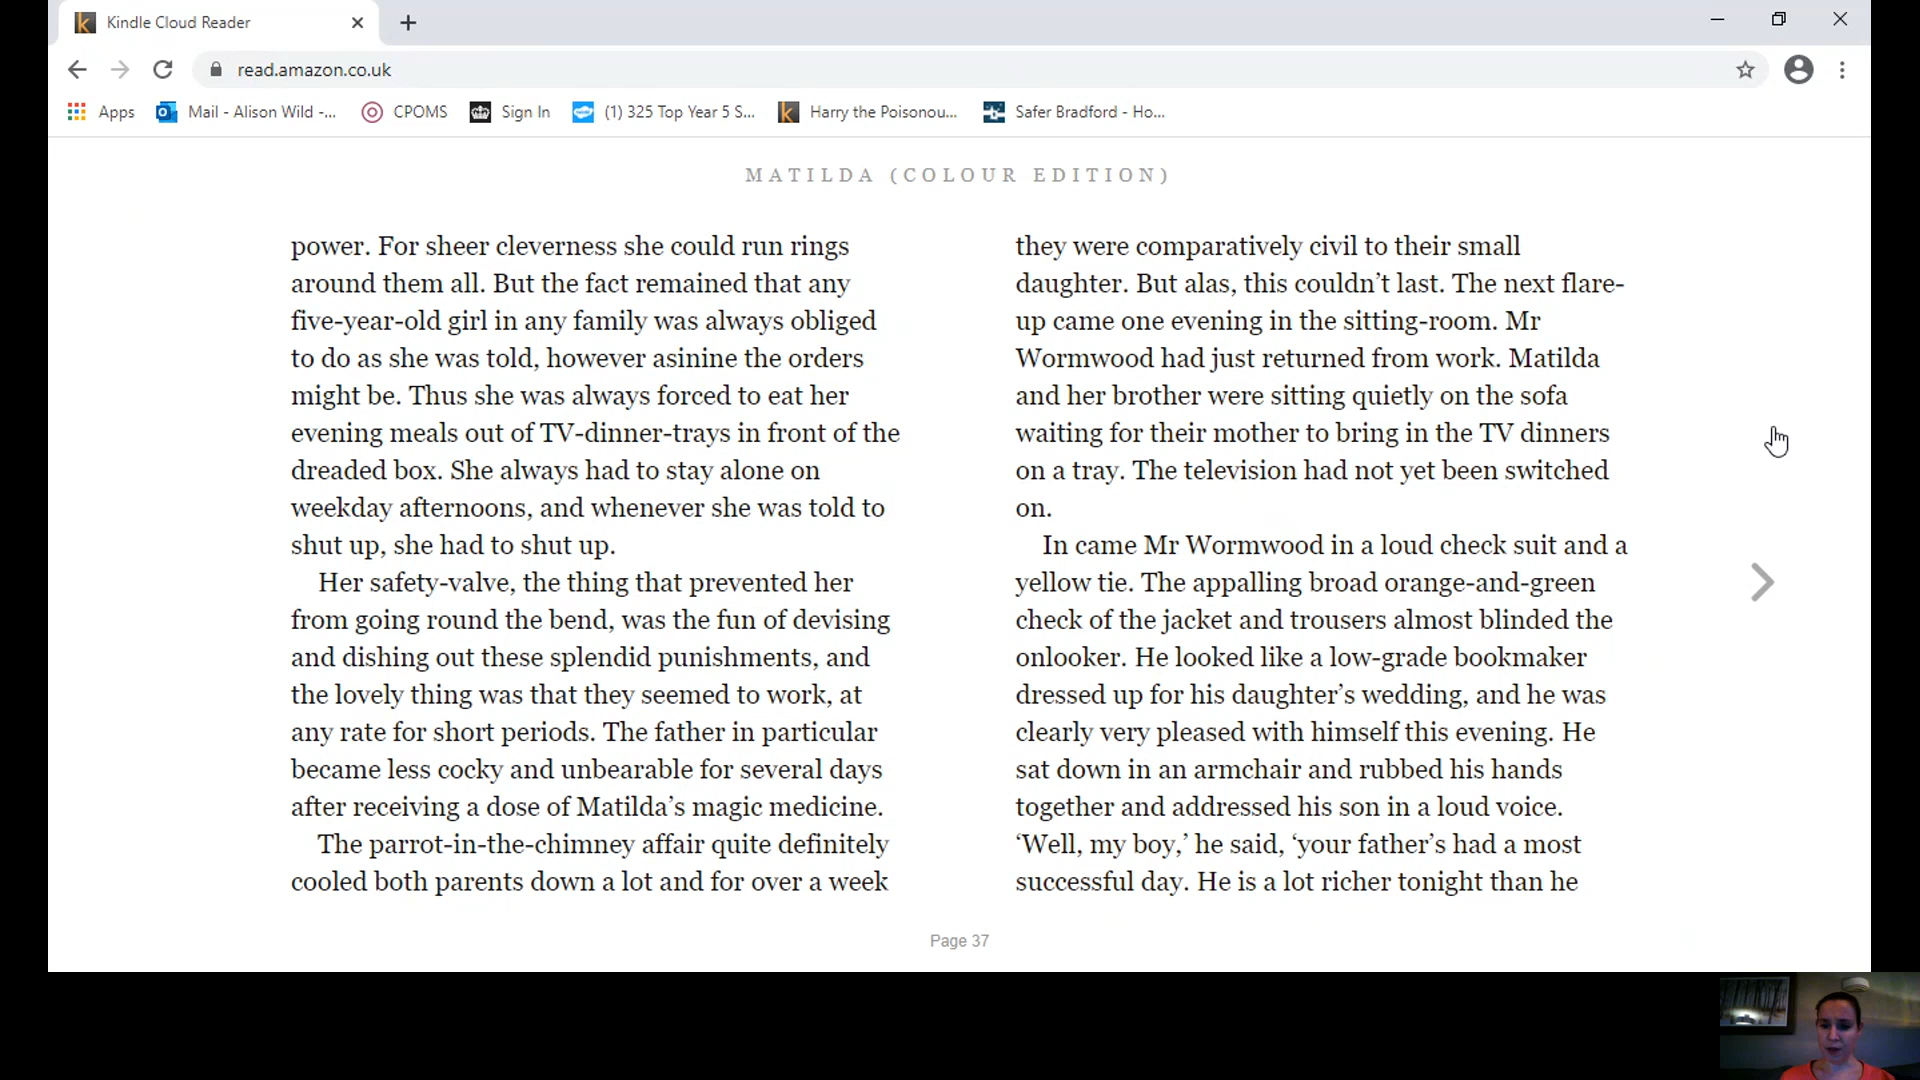 Kindle Cloud Reader
read.amazon.co.uk
Apps
Mail - Alison Wild -...
CPOMS
Sign In
(1) 325 Top Year 5 S...
Harry the Poisonou...
Safer Bradford - Ho...
MATILDA (COLOUR EDITION)
power. For sheer cleverness she could run rings
around them all. But the fact remained that any
five-year-old girl in any family was always obliged
to do as she was told, however asinine the orders
might be. Thus she was always forced to eat her
evening meals out of TV-dinner-trays in front of the
dreaded box. She always had to stay alone on
weekday afternoons, and whenever she was told to
shut up, she had to shut up.
Her safety-valve, the thing that prevented her
from going round the bend, was the fun of devising
and dishing out these splendid punishments, and
the lovely thing was that they seemed to work, at
any rate for short periods. The father in particular
became less cocky and unbearable for several days
after receiving a dose of Matilda’s magic medicine.
The parrot-in-the-chimney affair quite definitely
cooled both parents down a lot and for over a week
they were comparatively civil to their small
daughter. But alas, this couldn’t last. The next flare-
up came one evening in the sitting-room. Mr
Wormwood had just returned from work. Matilda
and her brother were sitting quietly on the sofa
waiting for their mother to bring in the TV dinners
on a tray. The television had not yet been switched
on.
In came Mr Wormwood in a loud check suit and a
yellow tie. The appalling broad orange-and-green
check of the jacket and trousers almost blinded the
onlooker. He looked like a low-grade bookmaker
dressed up for his daughter’s wedding, and he was
clearly very pleased with himself this evening. He
sat down in an armchair and rubbed his hands
together and addressed his son in a loud voice.
‘Well, my boy,’ he said, ‘your father’s had a most
successful day. He is a lot richer tonight than he
Page 37